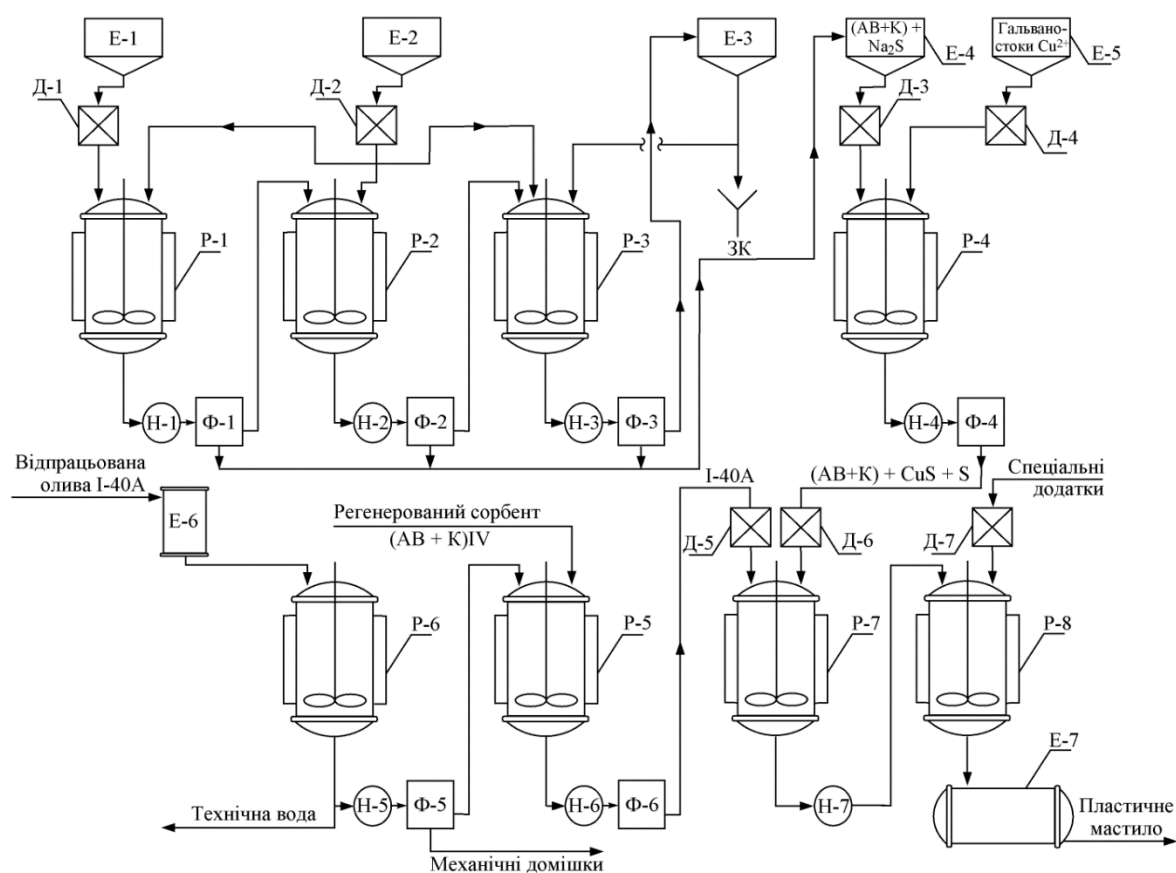 Е-1
Е-2
Е-3
(АВ+К) +
Na₂S
Е-4
Гальвано-
стоки Cu²⁺
Е-5
Д-1
Д-2
Д-3
Д-4
Р-1
Р-2
Р-3
ЗК
Р-4
Н-1
Ф-1
Н-2
Ф-2
Н-3
Ф-3
Н-4
Ф-4
Відпрацьована
олива І-40А
Е-6
Регенерований сорбент
(АВ + К)IV
І-40А
(АВ+К) + CuS + S
Спеціальні
додатки
Д-5
Д-6
Д-7
Р-6
Р-5
Р-7
Р-8
Н-5
Ф-5
Н-6
Ф-6
Н-7
Е-7
Технічна вода
Механічні домішки
Пластичне
мастило